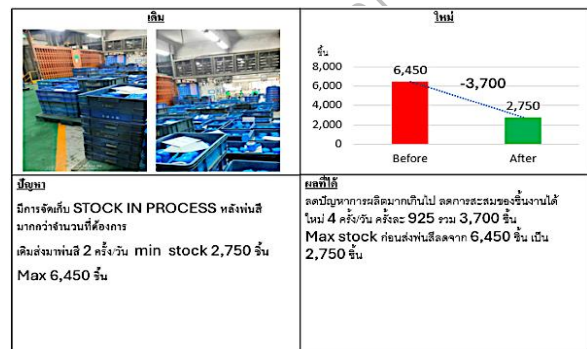 เดิม
ใหม่
ชิ้น
8,000
6,000
4,000
2,000
0
6,450
-3,700
2,750
Before
After
ปัญหา
มีการจัดเก็บ STOCK IN PROCESS หลังพ่นสี
มากกว่าจำนวนที่ต้องการ
เดิมส่งมาพ่นสี 2 ครั้ง/วัน min stock 2,750 ชิ้น
Max 6,450 ชิ้น
ผลที่ได้
ลดปัญหาการผลิตมากเกินไป ลดการสะสมของชิ้นงานได้
ใหม่ 4 ครั้ง/วัน ครั้งละ 925 รวม 3,700 ชิ้น
Max stock ก่อนส่งพ่นสีลดจาก 6,450 ชิ้น เป็น
2,750 ชิ้น